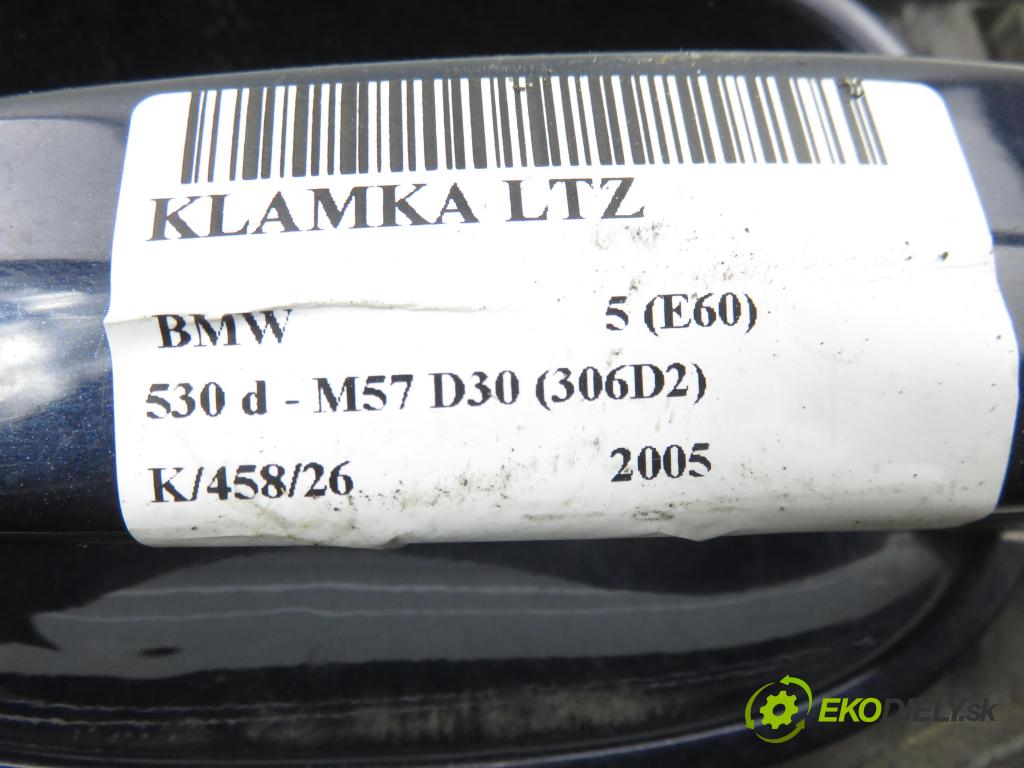 KLAMKA LTZ
BMW 5 (E60)
530 d - M57 D30 (306D2)
K/458/26 2005
EKODIELY.sk